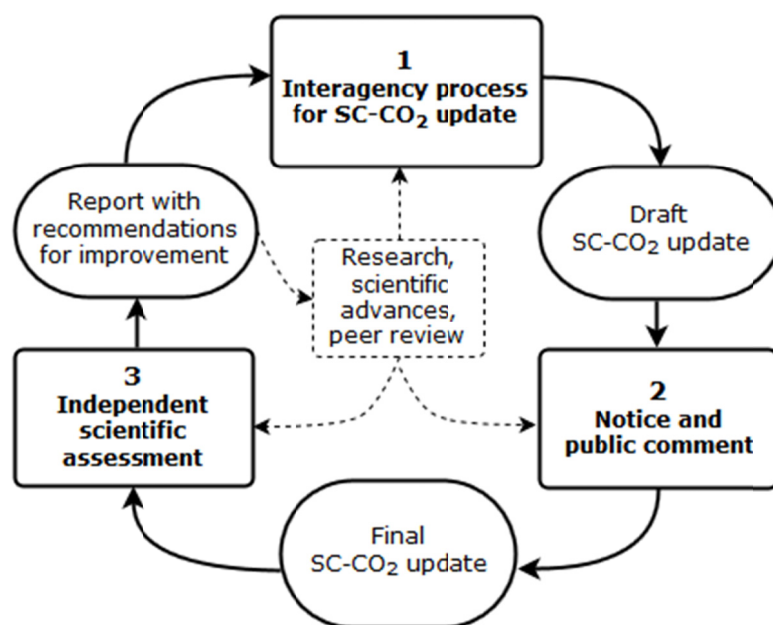 1
Interagency process
for SC-CO₂ update
Report with
recommendations
for improvement
Draft
SC-CO₂ update
Research,
scientific
advances,
peer review
3
Independent
scientific
assessment
2
Notice and
public comment
Final
SC-CO₂ update